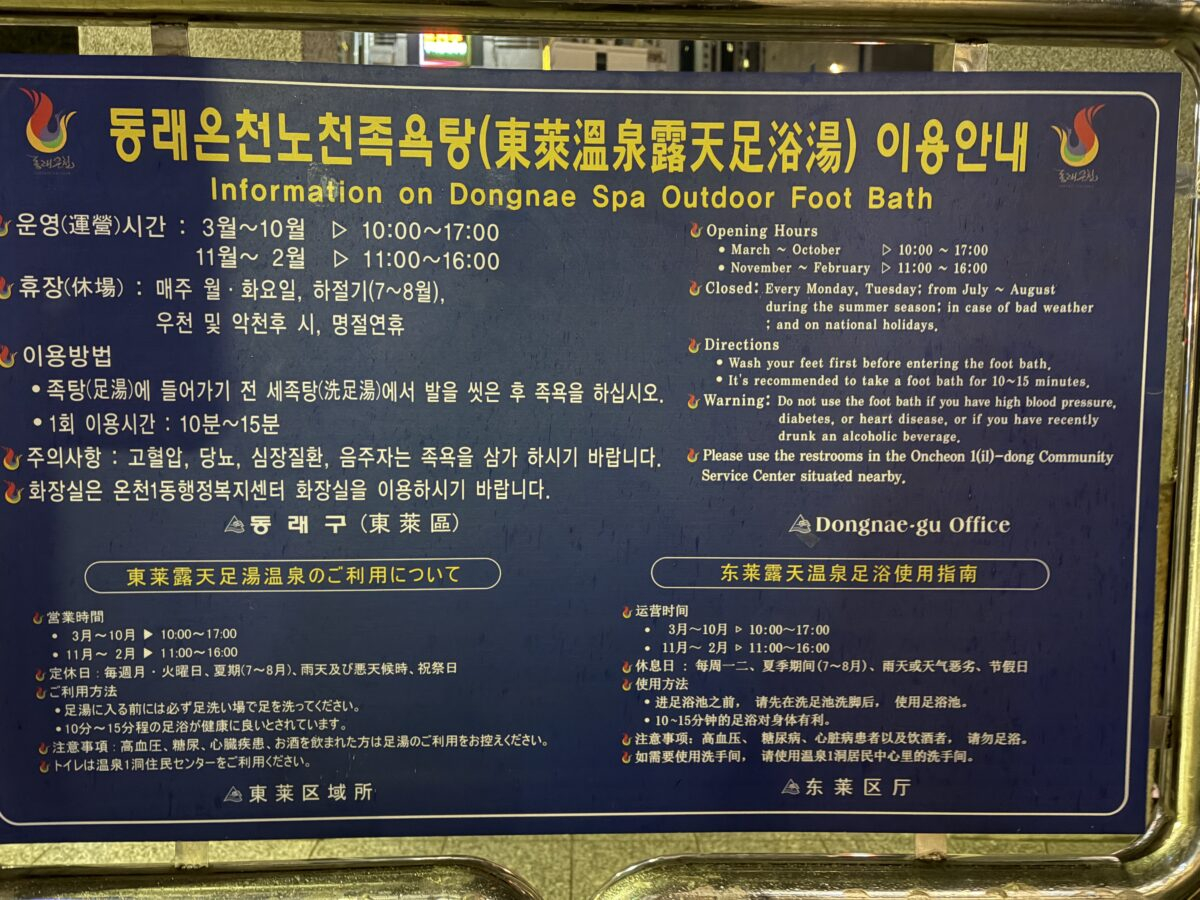 동래온천노천족욕탕(東萊溫泉露天足浴湯) 이용안내
Information on Dongnae Spa Outdoor Foot Bath
운영(運營)시간 : 3월~10월 ▷ 10:00~17:00
11월~ 2월 ▷ 11:00~16:00
휴장(休場) : 매주 월·화요일, 하절기(7~8월),
우천 및 악천후 시, 명절연휴
이용방법
• 족탕(足湯)에 들어가기 전 세족탕(洗足湯)에서 발을 씻은 후 족욕을 하십시오.
• 1회 이용시간 : 10분~15분
주의사항 : 고혈압, 당뇨, 심장질환, 음주자는 족욕을 삼가 하시기 바랍니다.
화장실은 온천1동행정복지센터 화장실을 이용하시기 바랍니다.
동래구 (東萊區)
Opening Hours
• March ~ October ▷ 10:00 ~ 17:00
• November ~ February ▷ 11:00 ~ 16:00
Closed: Every Monday, Tuesday; from July ~ August
during the summer season; in case of bad weather
; and on national holidays.
Directions
• Wash your feet first before entering the foot bath.
• It's recommended to take a foot bath for 10~15 minutes.
Warning: Do not use the foot bath if you have high blood pressure,
diabetes, or heart disease, or if you have recently
drunk an alcoholic beverage.
Please use the restrooms in the Oncheon 1(il)-dong Community
Service Center situated nearby.
Dongnae-gu Office
東莱露天足湯温泉のご利用について
営業時間
• 3月～10月 ▶ 10:00～17:00
• 11月～ 2月 ▶ 11:00～16:00
定休日 : 毎週月・火曜日、夏期(7～8月)、雨天及び悪天候時、祝祭日
ご利用方法
• 足湯に入る前には必ず足洗い場で足を洗ってください。
• 10分～15分程の足浴が健康に良いとされています。
注意事項 : 高血圧、糖尿、心臓疾患、お酒を飲まれた方は足湯のご利用をお控えください。
トイレは温泉1洞住民センターをご利用ください。
東莱区域所
东莱露天温泉足浴使用指南
运营时间
• 3月～10月 ▷ 10:00～17:00
• 11月～ 2月 ▷ 11:00～16:00
休息日 : 每周一二、夏季期间(7～8月)、雨天或天气恶劣、节假日
使用方法
• 进足浴池之前， 请先在洗足池洗脚后， 使用足浴池。
• 10~15分钟的足浴对身体有利。
注意事项: 高血压、 糖尿病、心脏病患者以及饮酒者， 请勿足浴。
如需要使用洗手间， 请使用温泉1洞居民中心里的洗手间。
东莱区厅